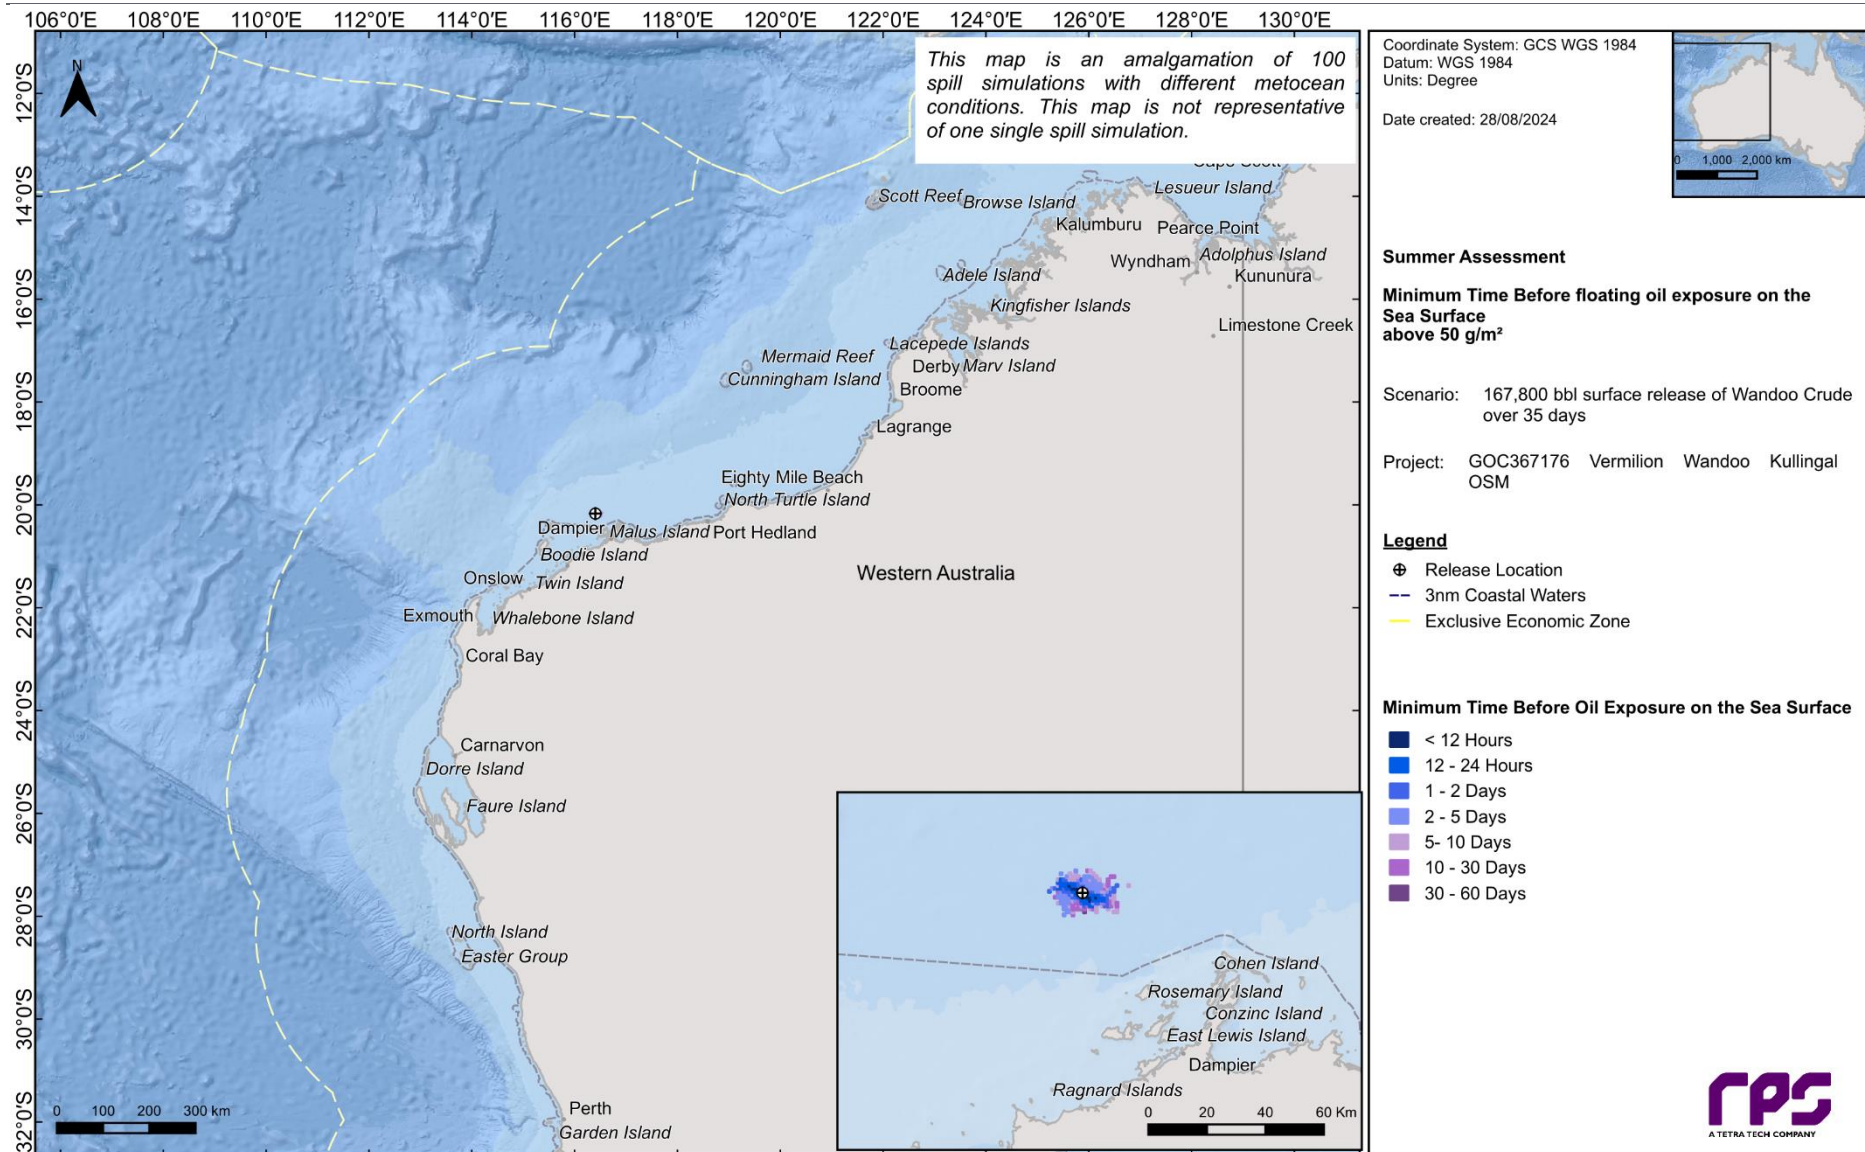 106°0'E 108°0'E 110°0'E 112°0'E 114°0'E 116°0'E 118°0'E 120°0'E 122°0'E 124°0'E 126°0'E 128°0'E 130°0'E
12°0'S
14°0'S
16°0'S
18°0'S
20°0'S
22°0'S
24°0'S
26°0'S
28°0'S
30°0'S
32°0'S
N
This map is an amalgamation of 100
spill simulations with different metocean
conditions. This map is not representative
of one single spill simulation.
Lesueur Island
Scott Reef
Browse Island
Kalumburu
Pearce Point
Adolphus Island
Wyndham
Kununura
Adele Island
Kingfisher Islands
Limestone Creek
Lacepede Islands
Mermaid Reef
Derby
Mary Island
Cunningham Island
Broome
Lagrange
Eighty Mile Beach
North Turtle Island
Dampier
Malus Island
Port Hedland
Boodie Island
Western Australia
Onslow
Twin Island
Exmouth
Whalebone Island
Coral Bay
Carnarvon
Dorre Island
Faure Island
North Island
Easter Group
Perth
Garden Island
0 100 200 300 km
Cohen Island
Rosemary Island
Conzinc Island
East Lewis Island
Dampier
Ragnard Islands
0 20 40 60 Km
Coordinate System: GCS WGS 1984
Datum: WGS 1984
Units: Degree
Date created: 28/08/2024
0 1,000 2,000 km
Summer Assessment
Minimum Time Before floating oil exposure on the
Sea Surface
above 50 g/m²
Scenario: 167,800 bbl surface release of Wandoo Crude
over 35 days
Project: GOC367176 Vermilion Wandoo Kullingal
OSM
Legend
Release Location
3nm Coastal Waters
Exclusive Economic Zone
Minimum Time Before Oil Exposure on the Sea Surface
< 12 Hours
12 - 24 Hours
1 - 2 Days
2 - 5 Days
5- 10 Days
10 - 30 Days
30 - 60 Days
rps
A TETRA TECH COMPANY